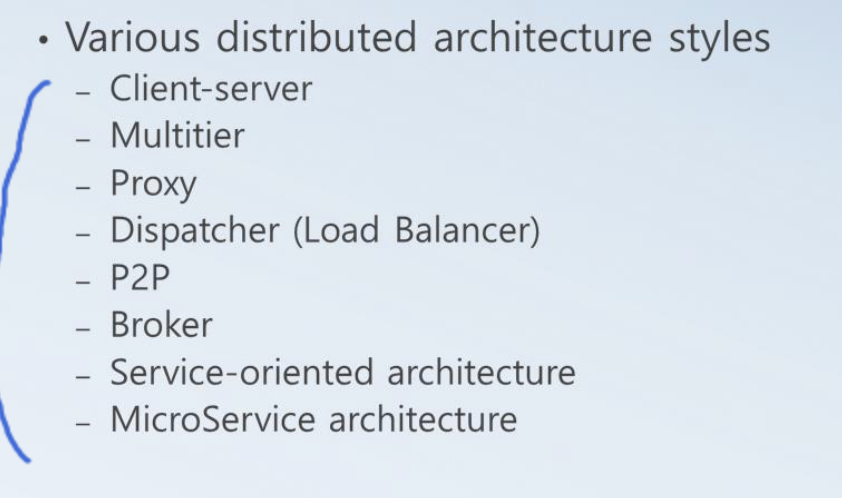 • Various distributed architecture styles
– Client-server
– Multitier
– Proxy
– Dispatcher (Load Balancer)
– P2P
– Broker
– Service-oriented architecture
– MicroService architecture